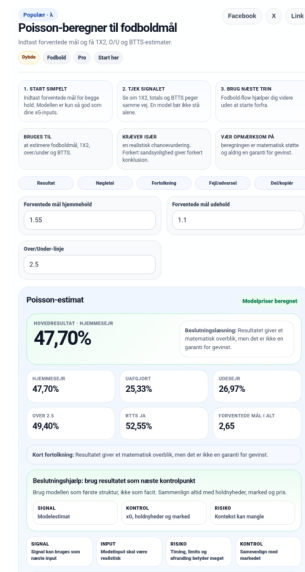 Populær · λ
Facebook
X
Link
Poisson-beregner til fodboldmål
Indtast forventede mål og få 1X2, O/U og BTTS-estimater.
Dybde
Fodbold
Pro
Start her
1. START SIMPELT
Indtast forventede mål for begge
hold. Modellen er kun så god som
dine xG-inputs.
2. TJEK SIGNALET
Se om 1X2, totals og BTTS peger
samme vej. En model bør ikke stå
alene.
3. BRUG NÆSTE TRIN
Fodbold-flow hjælper dig videre
uden at starte forfra.
BRUGES TIL
at estimere fodboldmål, 1X2,
over/under og BTTS.
KRÆVER ISÆR
en realistisk chancevurdering.
Forkert sandsynlighed giver forkert
konklusion.
VÆR OPMÆRKSOM PÅ
beregningen er matematisk støtte
og aldrig en garanti for gevinst.
Resultat
Nøgletal
Fortolkning
Fejl/advarsel
Del/kopiér
Forventede mål hjemmehold
1.55
Forventede mål udehold
1.1
Over/Under-linje
2.5
Poisson-estimat
Modelpriser beregnet
HOVEDRESULTAT · HJEMMESEJR
47,70%
Beslutningslæsning: Resultatet giver et
matematisk overblik, men det er ikke en
garanti for gevinst.
HJEMMESEJR
47,70%
UAFGJORT
25,33%
UDESEJR
26,97%
OVER 2.5
49,40%
BTTS JA
52,55%
FORVENTEDE MÅL I ALT
2,65
Kort fortolkning: Resultatet giver et matematisk overblik, men det er ikke en garanti for gevinst.
Beslutningshjælp: brug resultatet som næste kontrolpunkt
Brug modellen som første struktur, ikke som facit. Sammenlign altid med holdnyheder, marked og pris.
SIGNAL
Modelestimat
KONTROL
xG, holdnyheder og marked
RISIKO
Kontekst kan mangle
SIGNAL
Signal kan bruges som
næste input
INPUT
Modelinput skal være
realistisk
RISIKO
Timing, limits og
afrunding betyder meget
KONTROL
Sammenlign med
markedet